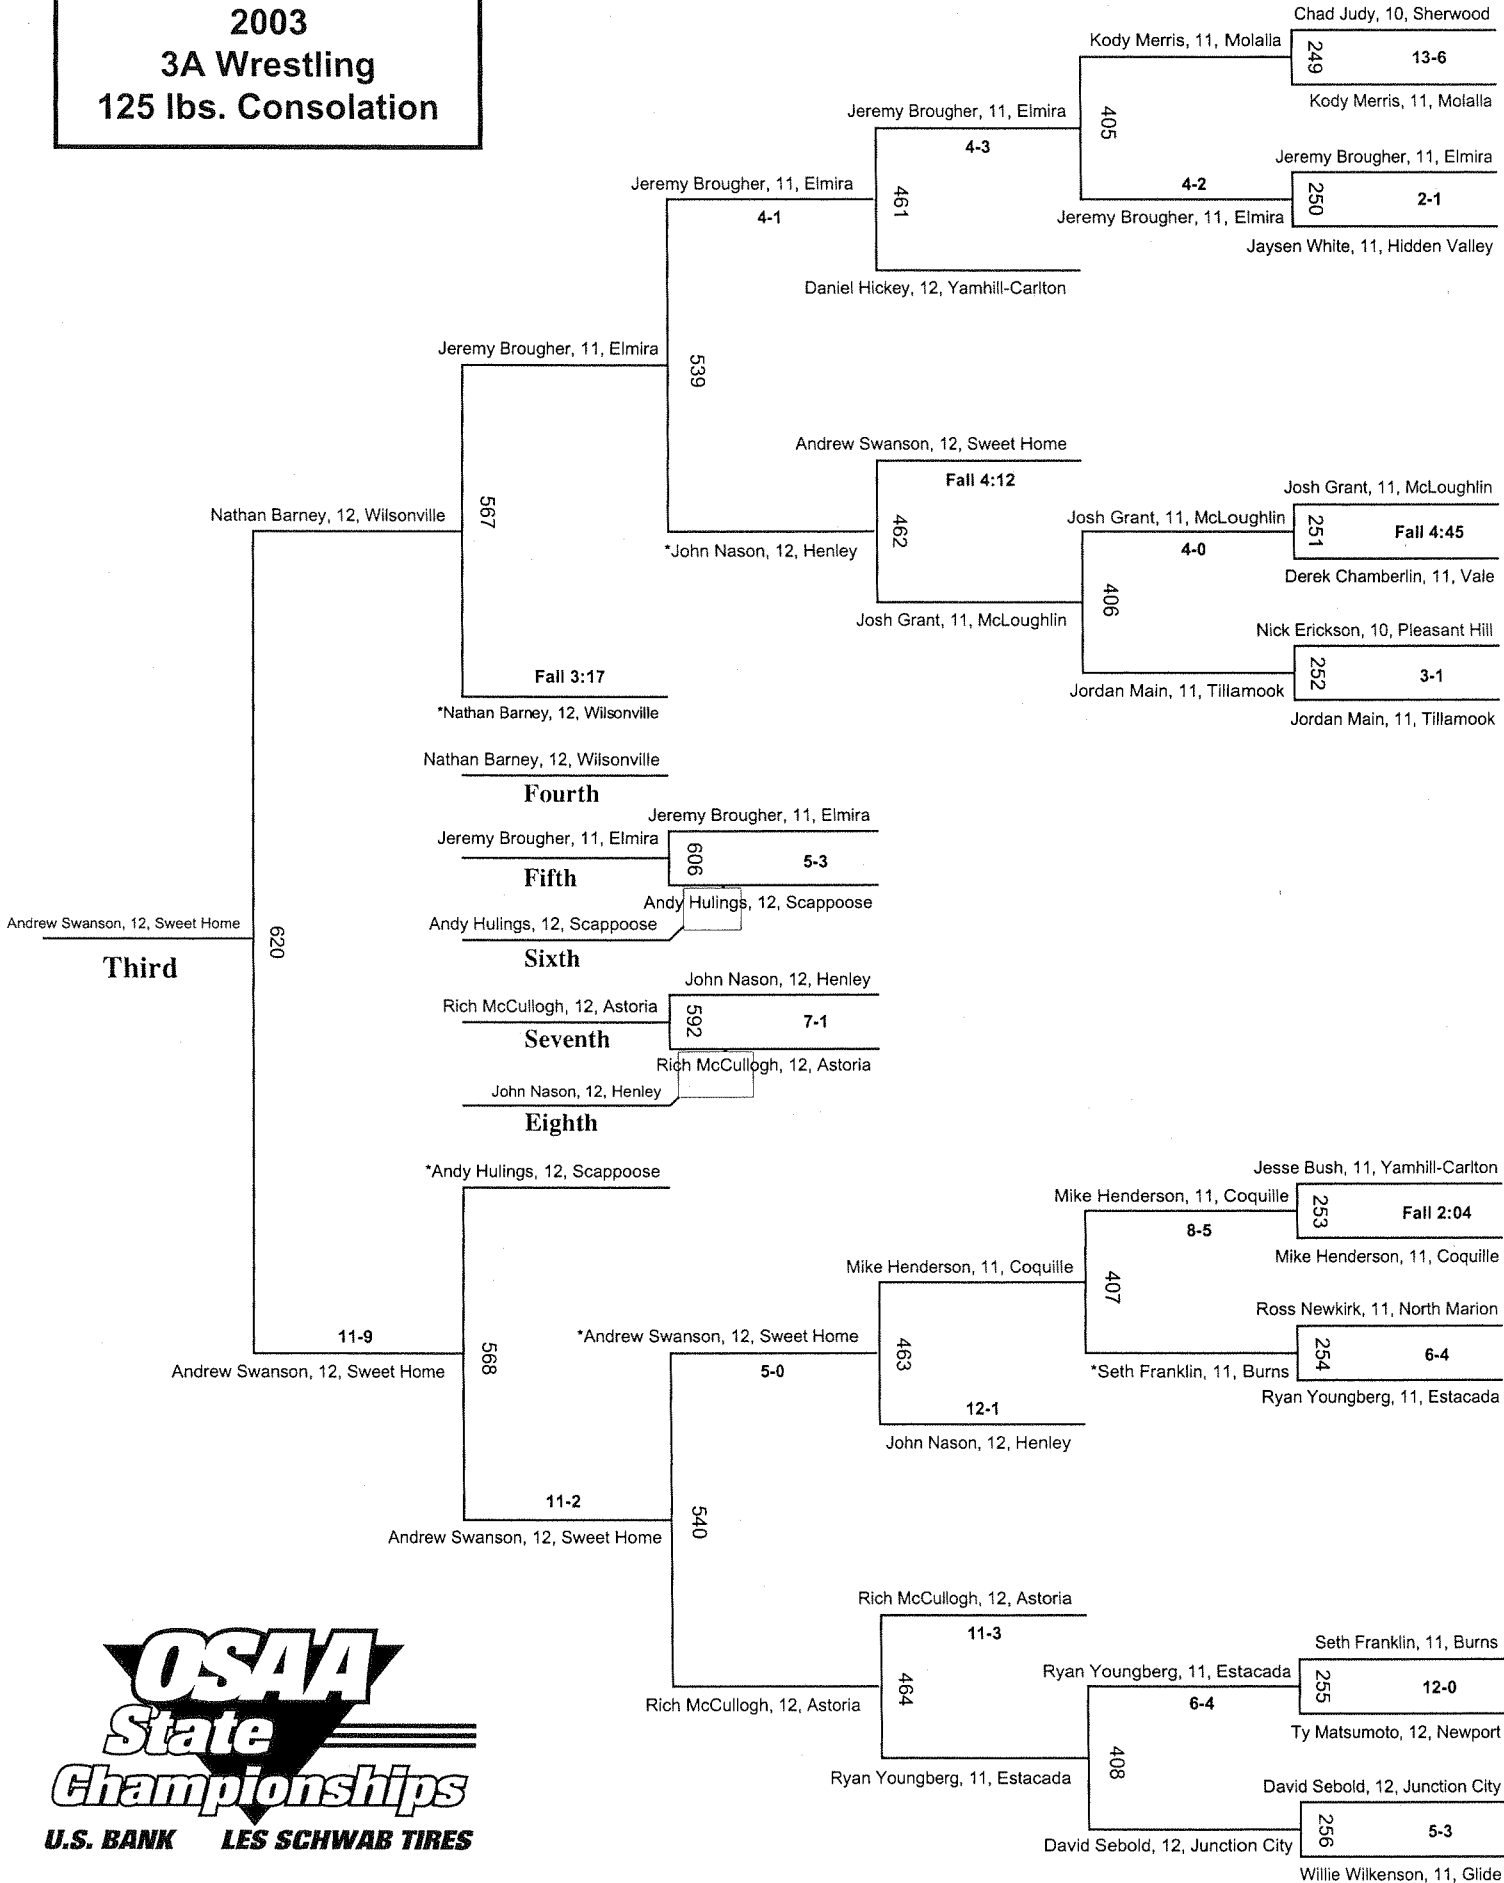 2003
3A Wrestling
125 lbs. Consolation
Chad Judy, 10, Sherwood
Kody Merris, 11, Molalla
249
13-6
Kody Merris, 11, Molalla
Jeremy Brougher, 11, Elmira
405
4-3
Jeremy Brougher, 11, Elmira
4-2
250
2-1
Jeremy Brougher, 11, Elmira
Jaysen White, 11, Hidden Valley
Jeremy Brougher, 11, Elmira
4-1
461
Daniel Hickey, 12, Yamhill-Carlton
Jeremy Brougher, 11, Elmira
539
Andrew Swanson, 12, Sweet Home
Fall 4:12
Josh Grant, 11, McLoughlin
Josh Grant, 11, McLoughlin
251
Fall 4:45
4-0
Derek Chamberlin, 11, Vale
462
*John Nason, 12, Henley
406
Josh Grant, 11, McLoughlin
Nick Erickson, 10, Pleasant Hill
252
3-1
Jordan Main, 11, Tillamook
Jordan Main, 11, Tillamook
Nathan Barney, 12, Wilsonville
567
Fall 3:17
*Nathan Barney, 12, Wilsonville
Nathan Barney, 12, Wilsonville
Fourth
Jeremy Brougher, 11, Elmira
Jeremy Brougher, 11, Elmira
606
5-3
Fifth
Andy Hulings, 12, Scappoose
Andy Hulings, 12, Scappoose
Sixth
Andrew Swanson, 12, Sweet Home
620
Third
John Nason, 12, Henley
Rich McCullogh, 12, Astoria
592
7-1
Seventh
Rich McCullogh, 12, Astoria
John Nason, 12, Henley
Eighth
*Andy Hulings, 12, Scappoose
Jesse Bush, 11, Yamhill-Carlton
Mike Henderson, 11, Coquille
253
Fall 2:04
8-5
Mike Henderson, 11, Coquille
Mike Henderson, 11, Coquille
407
Ross Newkirk, 11, North Marion
11-9
568
*Andrew Swanson, 12, Sweet Home
463
254
6-4
Andrew Swanson, 12, Sweet Home
5-0
*Seth Franklin, 11, Burns
Ryan Youngberg, 11, Estacada
12-1
John Nason, 12, Henley
11-2
540
Andrew Swanson, 12, Sweet Home
Rich McCullogh, 12, Astoria
11-3
Seth Franklin, 11, Burns
Ryan Youngberg, 11, Estacada
255
12-0
464
6-4
Rich McCullogh, 12, Astoria
Ty Matsumoto, 12, Newport
408
Ryan Youngberg, 11, Estacada
David Sebold, 12, Junction City
256
5-3
David Sebold, 12, Junction City
Willie Wilkenson, 11, Glide
OSAA
State
Championships
U.S. BANK LES SCHWAB TIRES